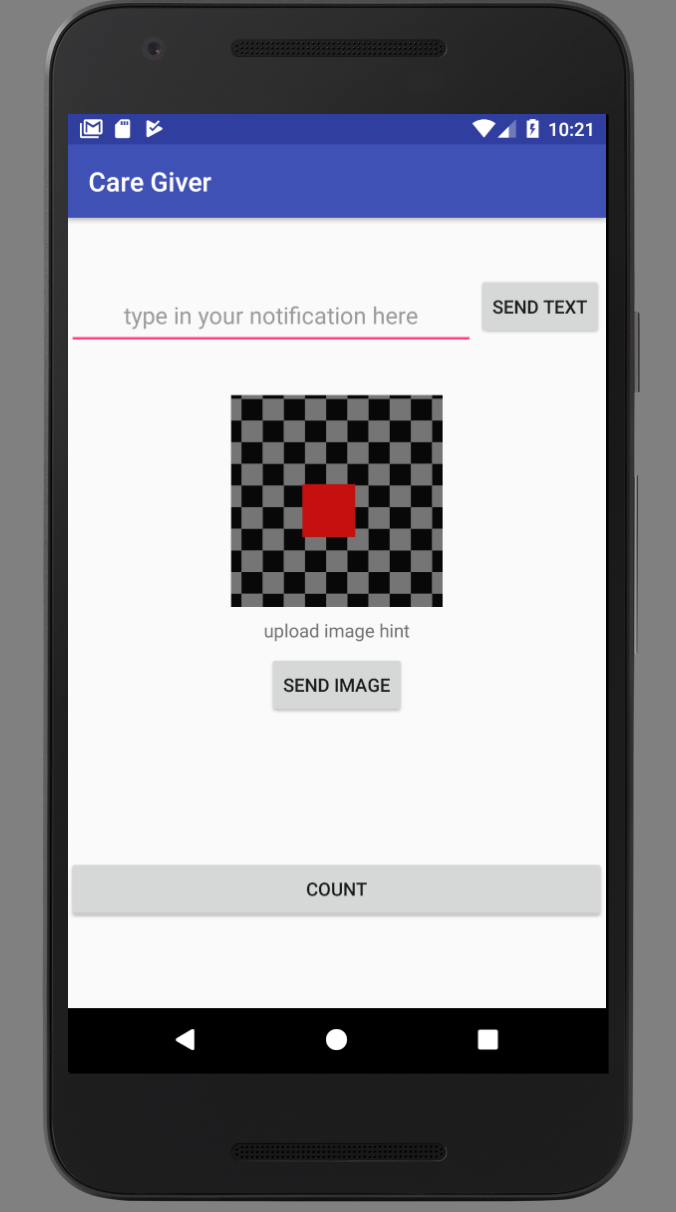 10:21
Care Giver
type in your notification here
SEND TEXT
upload image hint
SEND IMAGE
COUNT